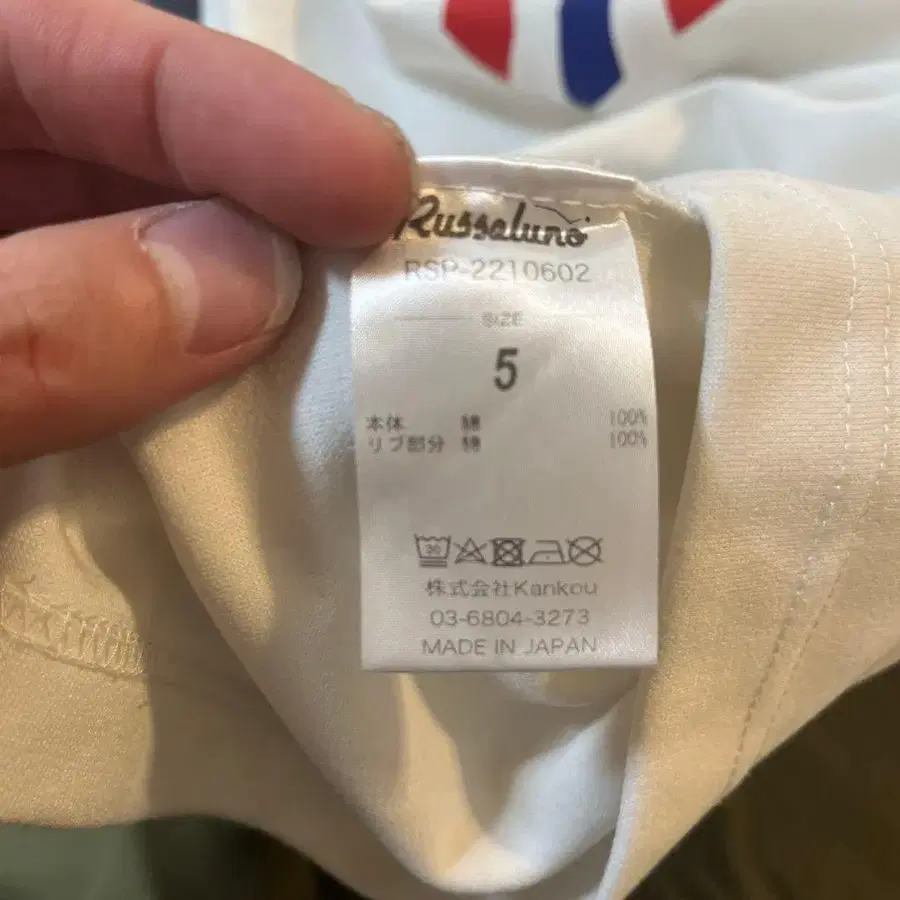 Russeluno
RSP-2210602
SIZE
5
本体 綿 100%
リブ部分 綿 100%
30
株式会社Kankou
03-6804-3273
MADE IN JAPAN